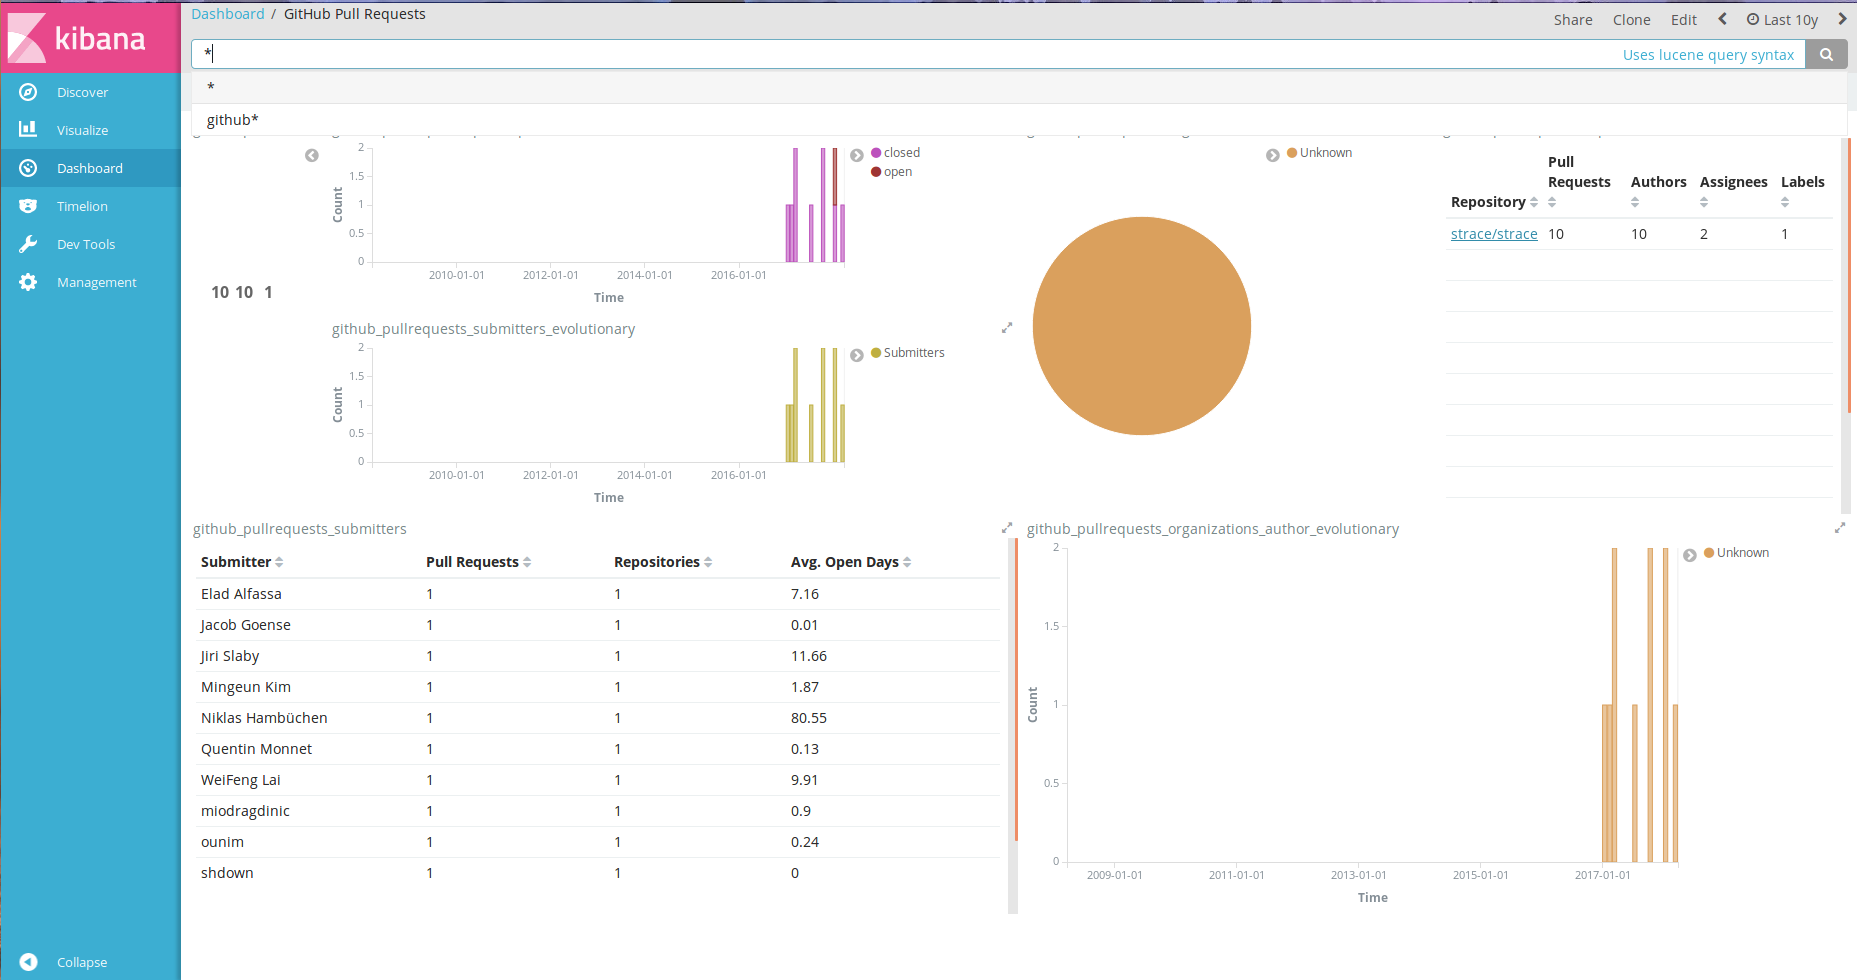 kibana
Discover
Visualize
Dashboard
Timelion
Dev Tools
Management
Collapse
Dashboard / GitHub Pull Requests
Share Clone Edit Last 10y
* Uses lucene query syntax
*
github*
10 10 1
2
1.5
1
0.5
0
Count
2010-01-01 2012-01-01 2014-01-01 2016-01-01
Time
closed
open
github_pullrequests_submitters_evolutionary
2
1.5
1
0.5
0
Count
2010-01-01 2012-01-01 2014-01-01 2016-01-01
Time
Submitters
Unknown
Repository Pull Requests Authors Assignees Labels
strace/strace 10 10 2 1
github_pullrequests_submitters
Submitter Pull Requests Repositories Avg. Open Days
Elad Alfassa 1 1 7.16
Jacob Goense 1 1 0.01
Jiri Slaby 1 1 11.66
Mingeun Kim 1 1 1.87
Niklas Hambüchen 1 1 80.55
Quentin Monnet 1 1 0.13
WeiFeng Lai 1 1 9.91
miodragdinic 1 1 0.9
ounim 1 1 0.24
shdown 1 1 0
github_pullrequests_organizations_author_evolutionary
2
1.5
1
0.5
0
Count
2009-01-01 2011-01-01 2013-01-01 2015-01-01 2017-01-01
Time
Unknown